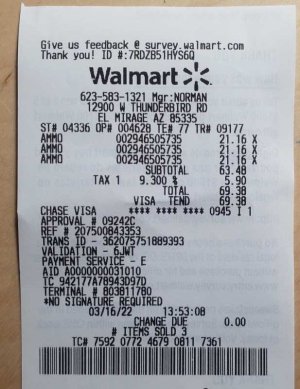 Give us feedback @ survey.walmart.com
Thank you! ID #:7RDZB51HYS6Q
Walmart
623-583-1321 Mgr:NORMAN
12900 W THUNDERBIRD RD
EL MIRAGE AZ 85335
ST# 04336 OP# 004628 TE# 77 TR# 09177
AMMO 002946505735 21.16 X
AMMO 002946505735 21.16 X
AMMO 002946505735 21.16 X
SUBTOTAL 63.48
TAX 1 9.300 % 5.90
TOTAL 69.38
VISA TEND 69.38
CHASE VISA **** **** **** 0945 I 1
APPROVAL # 09242C
REF # 207500843353
TRANS ID - 362075751889393
VALIDATION - 6JWT
PAYMENT SERVICE - E
AID A0000000031010
TC 942177A78943D97D
TERMINAL # 803811780
*NO SIGNATURE REQUIRED
03/16/22 13:53:08
CHANGE DUE 0.00
# ITEMS SOLD 3
TC# 7592 0772 4679 0811 7361